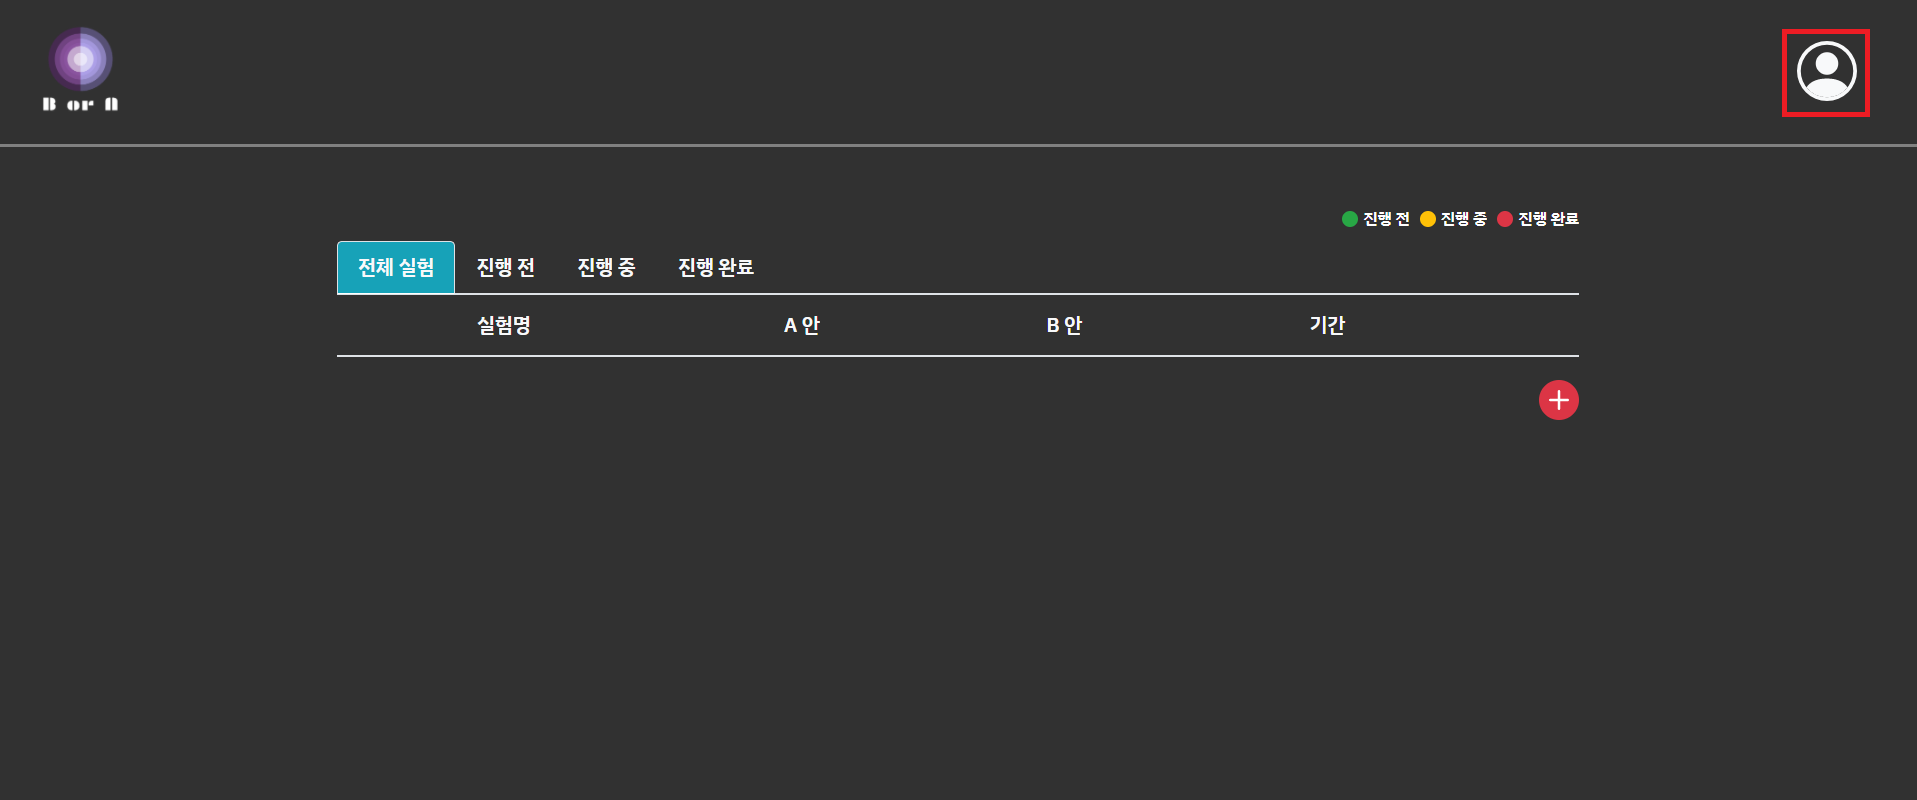 B or A
진행 전 진행 중 진행 완료
전체 실험 진행 전 진행 중 진행 완료
실험명 A 안 B 안 기간